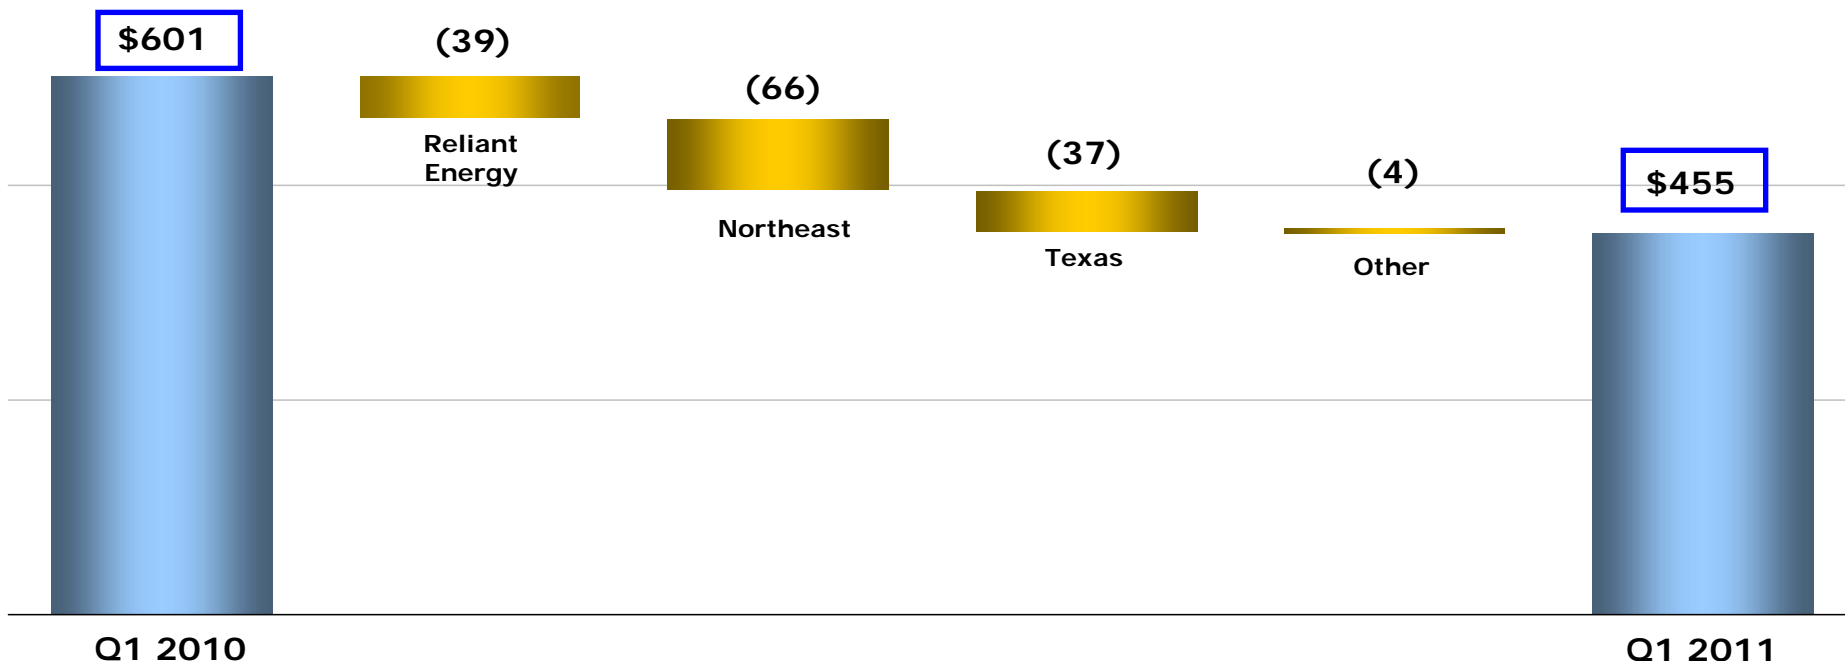 $601
(39)
Reliant
Energy
(66)
Northeast
(37)
Texas
(4)
Other
$455
Q1 2010
Q1 2011